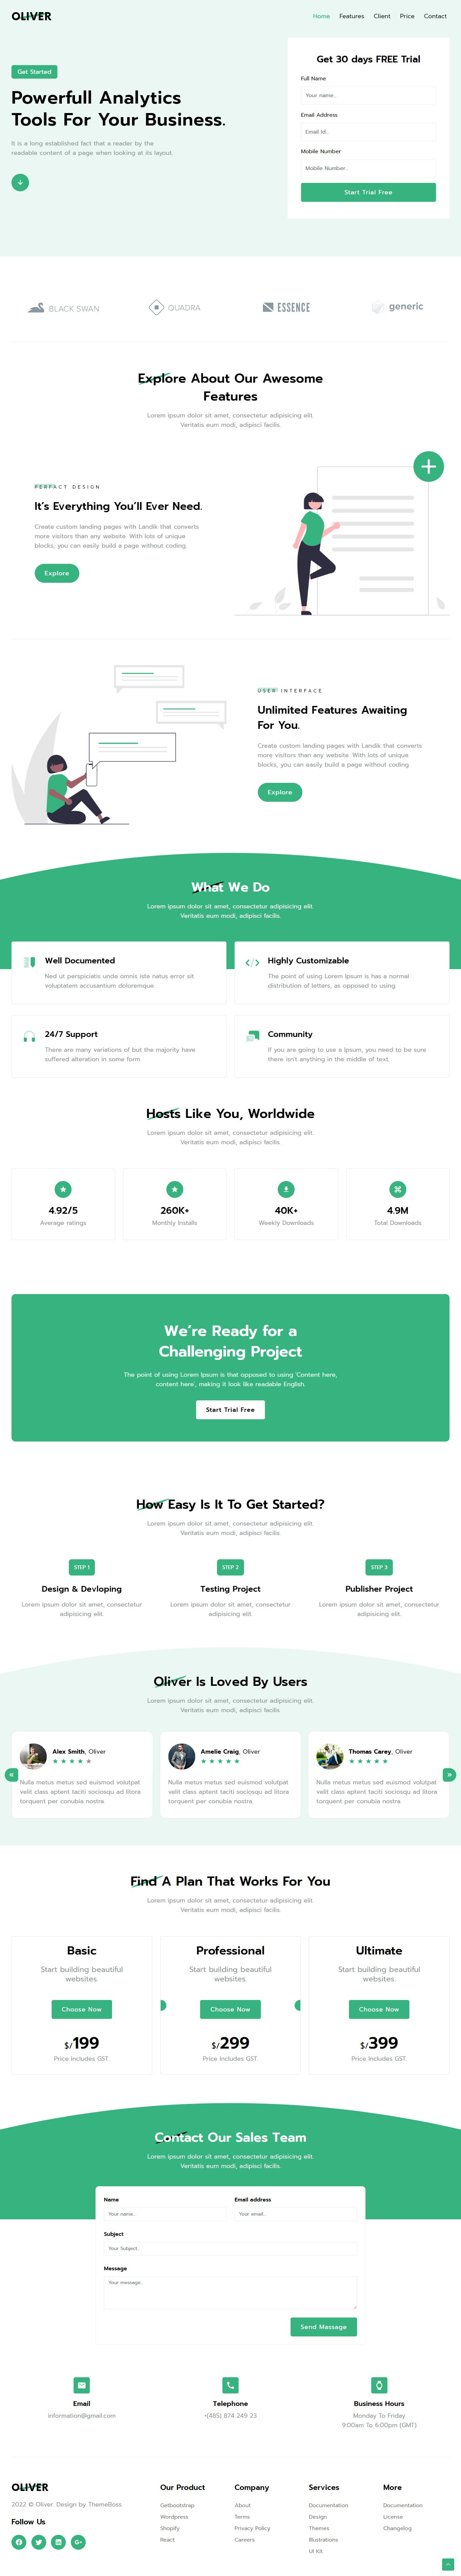 OLIVER
Home Features Client Price Contact
Get Started
Powerfull Analytics
Tools For Your Business.
It is a long established fact that a reader by the
readable content of a page when looking at its layout.
Get 30 days FREE Trial
Full Name
Your name..
Email Address
Email Id..
Mobile Number
Mobile Number..
Start Trial Free
BLACK SWAN
QUADRA
ESSENCE
generic
Explore About Our Awesome
Features
Lorem ipsum dolor sit amet, consectetur adipisicing elit.
Veritatis eum modi, adipisci facilis.
PERFACT DESIGN
It's Everything You'll Ever Need.
Create custom landing pages with Landik that converts
more visitors than any website. With lots of unique
blocks, you can easily build a page without coding.
Explore
USER INTERFACE
Unlimited Features Awaiting
For You.
Create custom landing pages with Landik that converts
more visitors than any website. With lots of unique
blocks, you can easily build a page without coding.
Explore
What We Do
Lorem ipsum dolor sit amet, consectetur adipisicing elit.
Veritatis eum modi, adipisci facilis.
Well Documented
Ned ut perspiciatis unde omnis iste natus error sit
voluptatem accusantium doloremque.
Highly Customizable
The point of using Lorem Ipsum is has a normal
distribution of letters, as opposed to using.
24/7 Support
There are many variations of but the majority have
suffered alteration in some form.
Community
If you are going to use a Ipsum, you need to be sure
there isn't anything in the middle of text.
Hosts Like You, Worldwide
Lorem ipsum dolor sit amet, consectetur adipisicing elit.
Veritatis eum modi, adipisci facilis.
4.92/5
Average ratings
260K+
Monthly Installs
40K+
Weekly Downloads
4.9M
Total Downloads
We're Ready for a
Challenging Project
The point of using Lorem Ipsum is that opposed to using 'Content here,
content here', making it look like readable English.
Start Trial Free
How Easy Is It To Get Started?
Lorem ipsum dolor sit amet, consectetur adipisicing elit.
Veritatis eum modi, adipisci facilis.
STEP 1
Design & Devloping
Lorem ipsum dolor sit amet, consectetur
adipisicing elit.
STEP 2
Testing Project
Lorem ipsum dolor sit amet, consectetur
adipisicing elit.
STEP 3
Publisher Project
Lorem ipsum dolor sit amet, consectetur
adipisicing elit.
Oliver Is Loved By Users
Lorem ipsum dolor sit amet, consectetur adipisicing elit.
Veritatis eum modi, adipisci facilis.
Alex Smith, Oliver
Nulla metus metus sed euismod volutpat
velit class aptent taciti sociosqu ad litora
torquent per conubia nostra.
Amelie Craig, Oliver
Nulla metus metus sed euismod volutpat
velit class aptent taciti sociosqu ad litora
torquent per conubia nostra.
Thomas Carey, Oliver
Nulla metus metus sed euismod volutpat
velit class aptent taciti sociosqu ad litora
torquent per conubia nostra.
Find A Plan That Works For You
Lorem ipsum dolor sit amet, consectetur adipisicing elit.
Veritatis eum modi, adipisci facilis.
Basic
Start building beautiful
websites.
Choose Now
$/199
Price Includes GST.
Professional
Start building beautiful
websites.
Choose Now
$/299
Price Includes GST.
Ultimate
Start building beautiful
websites.
Choose Now
$/399
Price Includes GST.
Contact Our Sales Team
Lorem ipsum dolor sit amet, consectetur adipisicing elit.
Veritatis eum modi, adipisci facilis.
Name
Your name...
Email address
Your email...
Subject
Your Subject..
Message
Your message...
Send Massage
Email
information@gmail.com
Telephone
+(485) 874 249 23
Business Hours
Monday To Friday
9:00am To 6:00pm (GMT)
OLIVER
2022 © Oliver. Design by ThemeBoss.
Follow Us
Our Product
Getbootstrap
Wordpress
Shopify
React
Company
About
Terms
Privacy Policy
Careers
Services
Documentation
Design
Themes
Illustrations
UI Kit
More
Documentation
License
Changelog